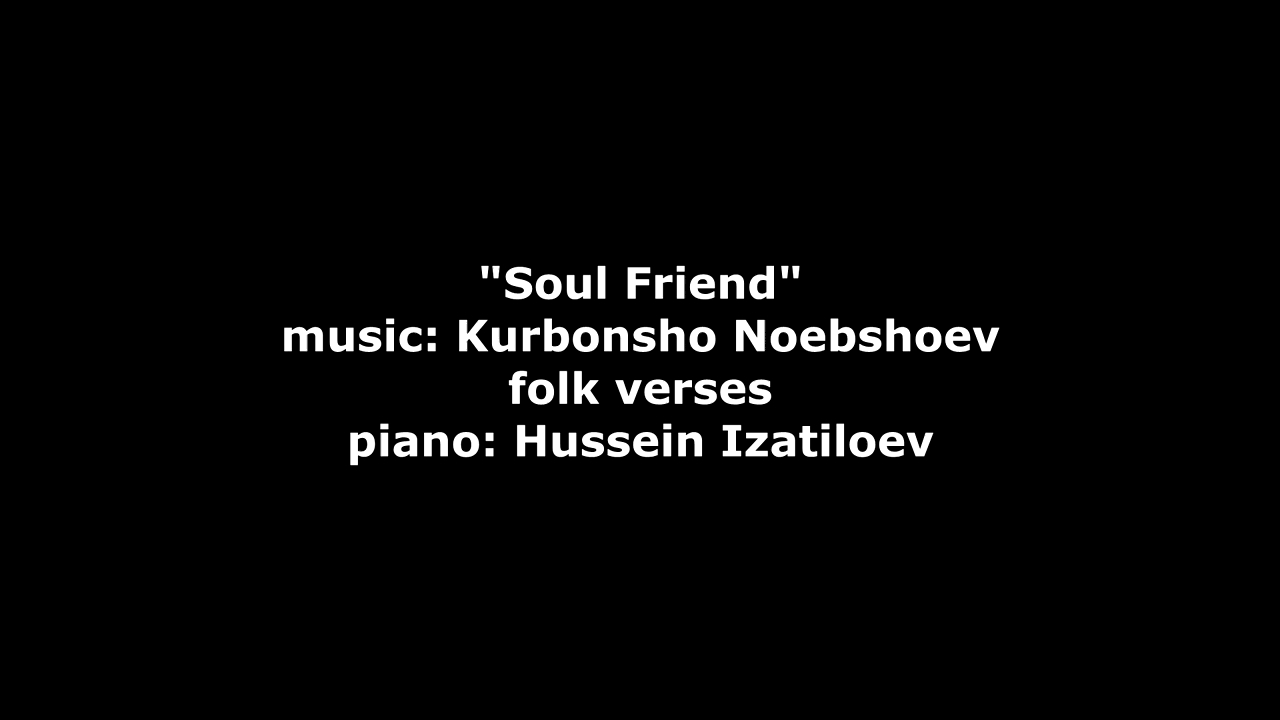 "Soul Friend"
music: Kurbonsho Noebshoev
folk verses
piano: Hussein Izatiloev